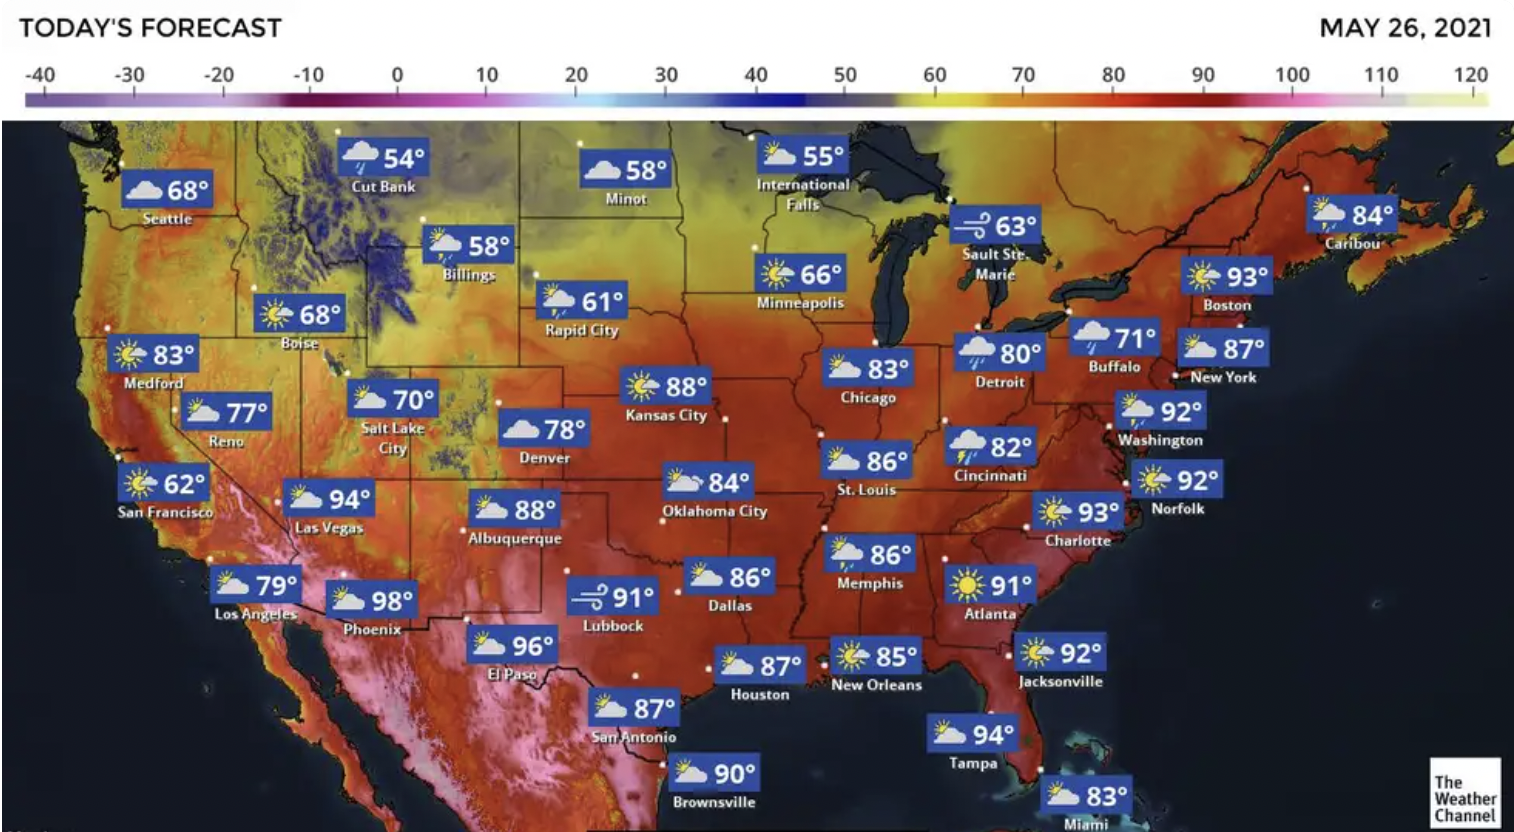 TODAY'S FORECAST
MAY 26, 2021
-40 -30 -20 -10 0 10 20 30 40 50 60 70 80 90 100 110 120
54°
Cut Bank
58°
Minot
55°
International
Falls
68°
Seattle
84°
Caribou
63°
Sault Ste.
Marie
58°
Billings
66°
Minneapolis
93°
Boston
61°
Rapid City
68°
Boise
83°
Medford
71°
Buffalo
87°
New York
80°
Detroit
83°
Chicago
88°
Kansas City
70°
Salt Lake
City
77°
Reno
78°
Denver
92°
Washington
82°
Cincinnati
86°
St. Louis
62°
San Francisco
94°
Las Vegas
84°
Oklahoma City
92°
Norfolk
88°
Albuquerque
93°
Charlotte
86°
Memphis
86°
Dallas
91°
Atlanta
79°
Los Angeles
98°
Phoenix
91°
Lubbock
96°
El Paso
87°
Houston
85°
New Orleans
92°
Jacksonville
87°
San Antonio
94°
Tampa
90°
Brownsville
83°
Miami
The
Weather
Channel